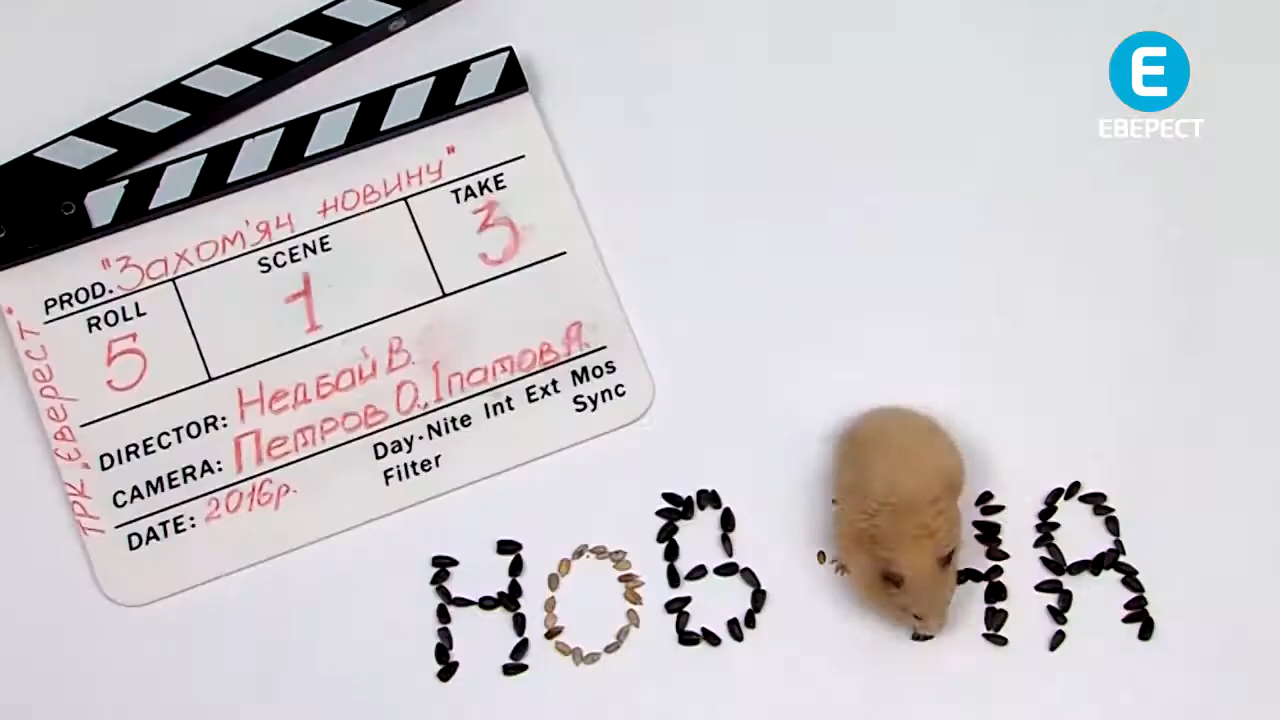 Е
ЕВЕРЕСТ
PROD. "Захом'яч новину"
ROLL SCENE TAKE
5 1 3
DIRECTOR: Недбай В.
CAMERA: Петров О., Іпатов А.
DATE: 2016р.
Day·Nite Int Ext Mos
Filter Sync
ТРК "Еверест"
НОВ НА